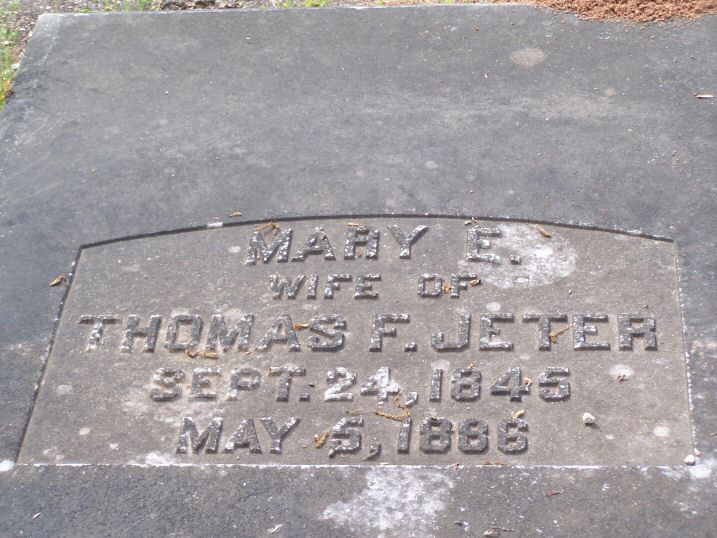 MARY E.
WIFE OF
THOMAS F. JETER
SEPT. 24, 1845
MAY 5, 1886